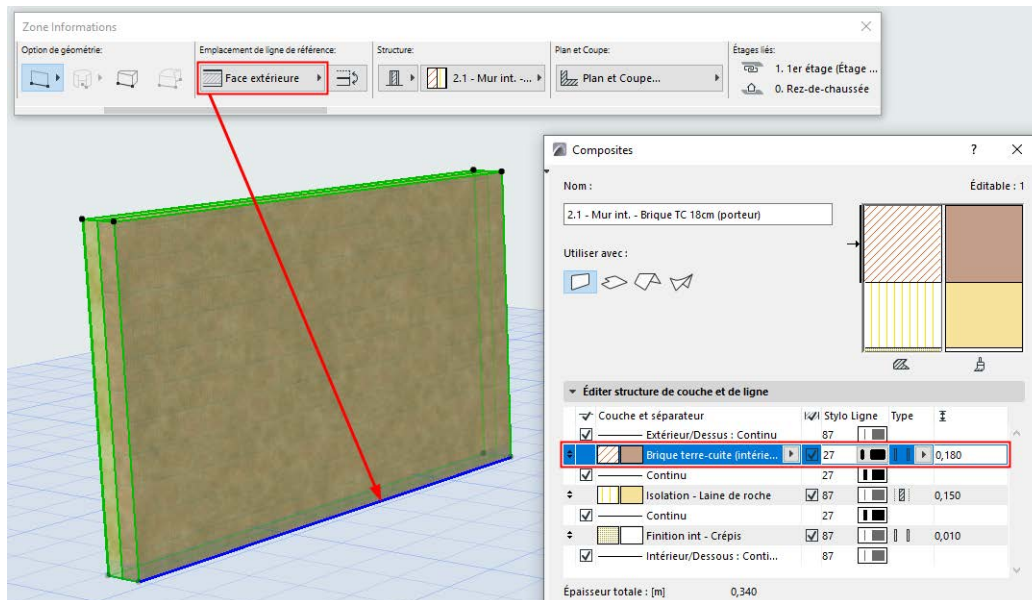 Zone Informations
Option de géométrie: Emplacement de ligne de référence: Structure: Plan et Coupe: Étages liés:
Face extérieure 2.1 - Mur int. -... Plan et Coupe... 1. 1er étage (Étage ...
0. Rez-de-chaussée
Composites ? ×
Nom : Éditable : 1
2.1 - Mur int. - Brique TC 18cm (porteur)
Utiliser avec :
Éditer structure de couche et de ligne
Couche et séparateur Stylo Ligne Type
Extérieur/Dessus : Continu 87
Brique terre-cuite (intérie... 27 0,180
Continu 27
Isolation - Laine de roche 87 0,150
Continu 27
Finition int - Crépis 87 0,010
Intérieur/Dessous : Conti... 87
Épaisseur totale : [m] 0,340